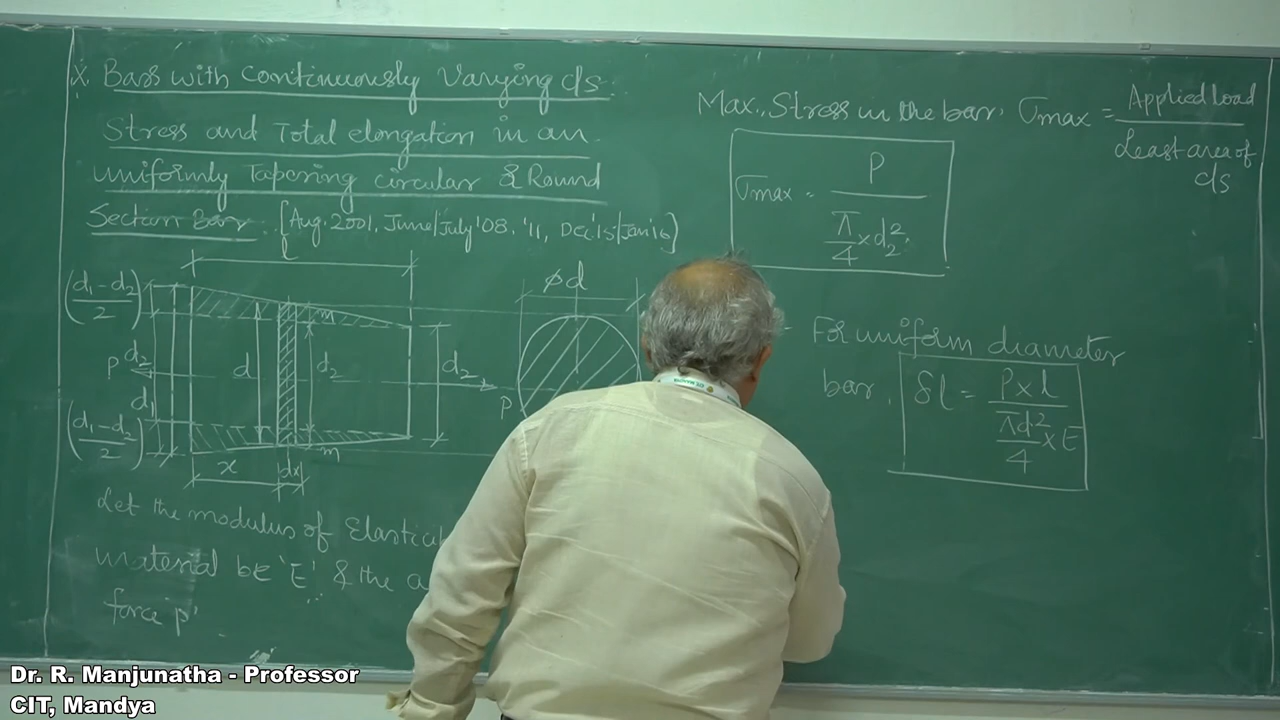 X. Bars with Continuously Varying c/s
Stress and Total elongation in an
uniformly Tapering circular & Round
Section Bar. [Aug. 2001, June/July '08, '11, Dec'15/Jan'16]
(d₁-d₂)/2
P
d₂
d₁
(d₁-d₂)/2
d
m
d₂
d₂
m
x
dx
ϕd
P
Let the modulus of Elastici
material be 'E' & the a
force 'P'
Max., Stress in the bar, σmax = Applied load / Least area of c/s
σmax = P / (π/4 × d₂²)
For uniform diameter
bar, δl = P×l / (πd²/4 × E)
Dr. R. Manjunatha - Professor
CIT, Mandya